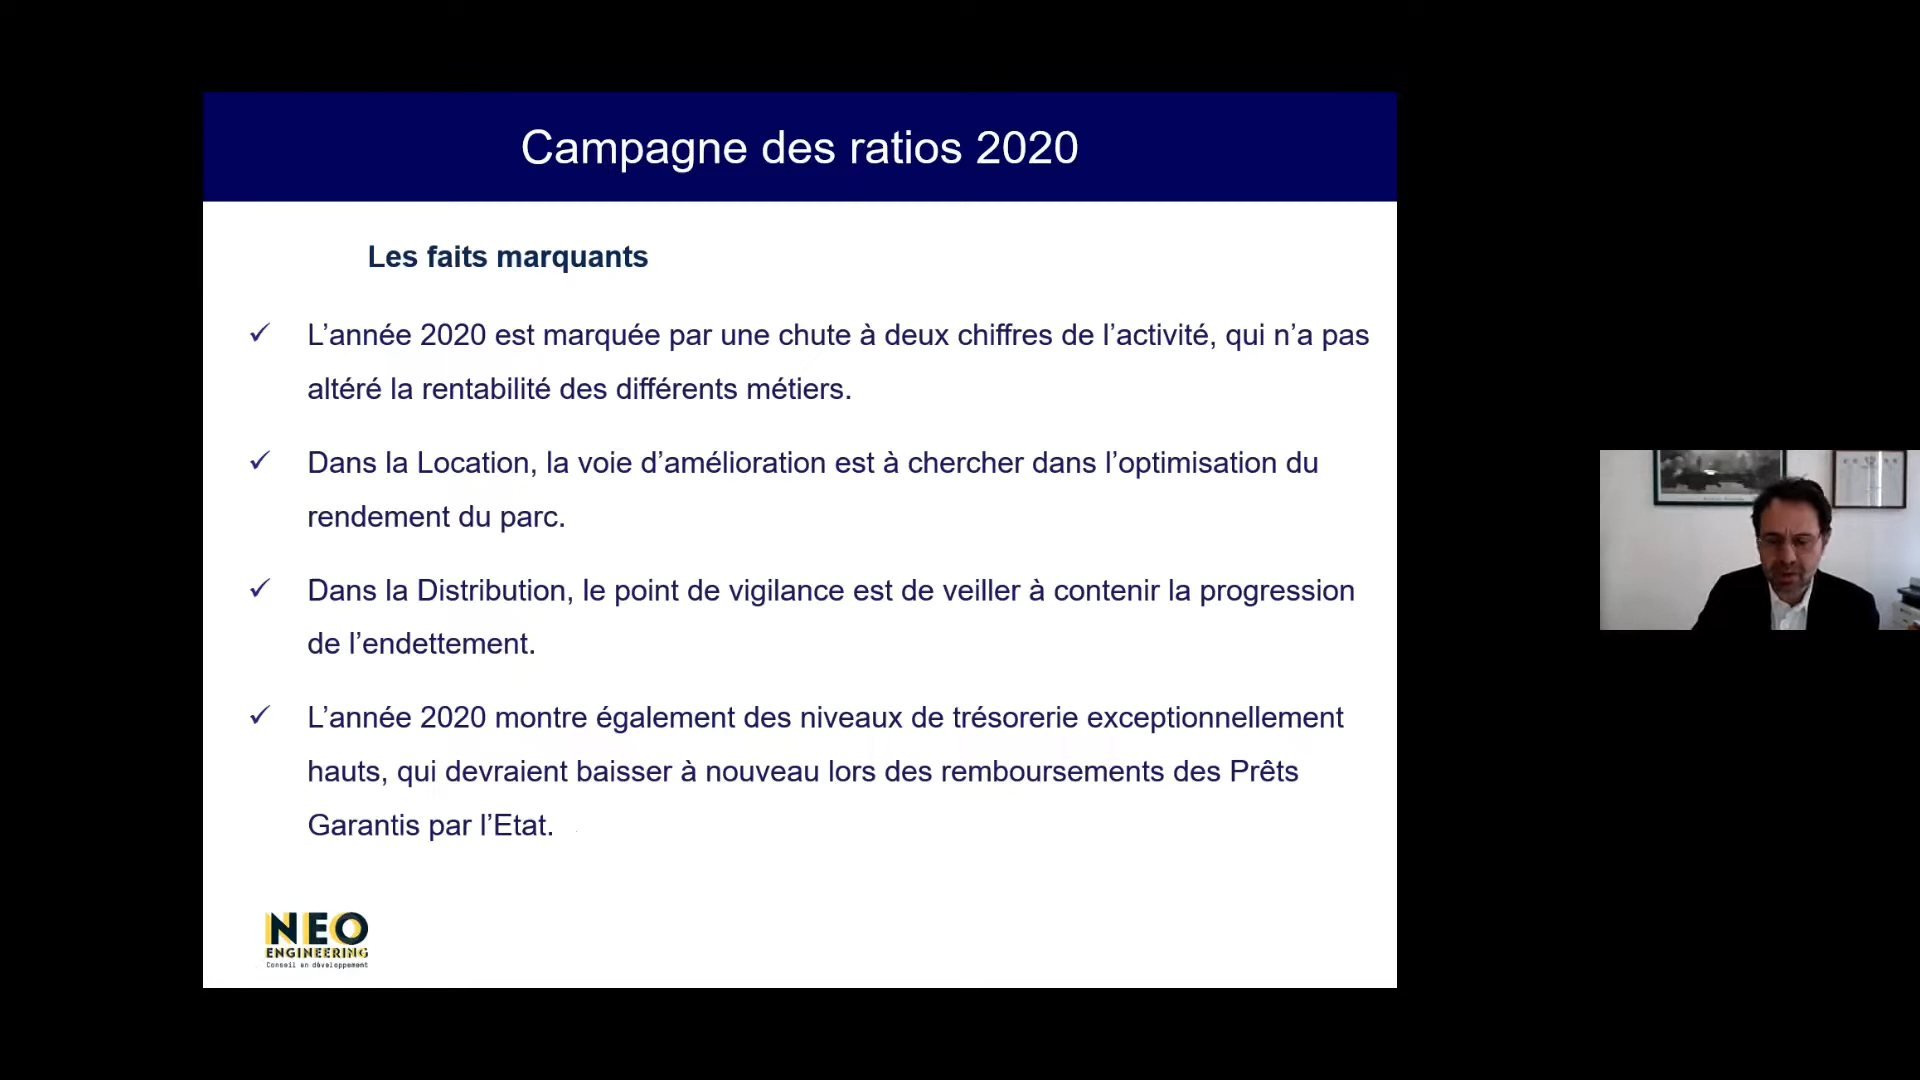 Campagne des ratios 2020
Les faits marquants
✓ L’année 2020 est marquée par une chute à deux chiffres de l’activité, qui n’a pas
altéré la rentabilité des différents métiers.
✓ Dans la Location, la voie d’amélioration est à chercher dans l’optimisation du
rendement du parc.
✓ Dans la Distribution, le point de vigilance est de veiller à contenir la progression
de l’endettement.
✓ L’année 2020 montre également des niveaux de trésorerie exceptionnellement
hauts, qui devraient baisser à nouveau lors des remboursements des Prêts
Garantis par l’Etat.
NEO
ENGINEERING
Conseil en développement